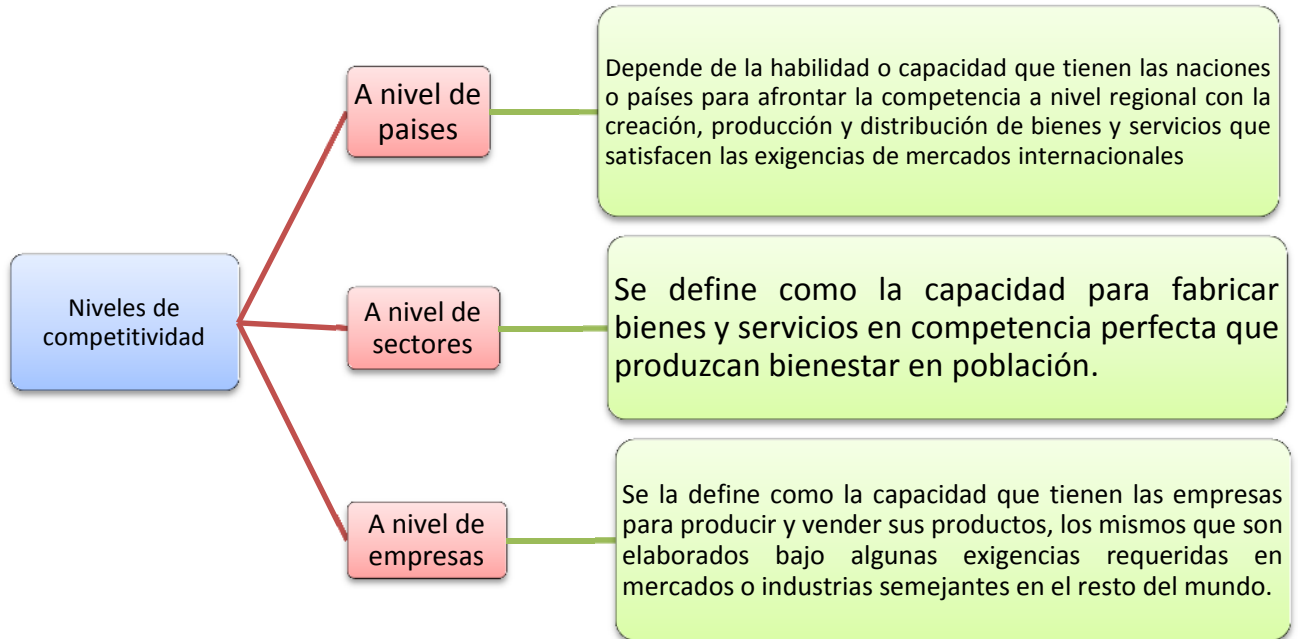 Niveles de
competitividad
A nivel de
paises
Depende de la habilidad o capacidad que tienen las naciones
o países para afrontar la competencia a nivel regional con la
creación, producción y distribución de bienes y servicios que
satisfacen las exigencias de mercados internacionales
A nivel de
sectores
Se define como la capacidad para fabricar
bienes y servicios en competencia perfecta que
produzcan bienestar en población.
A nivel de
empresas
Se la define como la capacidad que tienen las empresas
para producir y vender sus productos, los mismos que son
elaborados bajo algunas exigencias requeridas en
mercados o industrias semejantes en el resto del mundo.